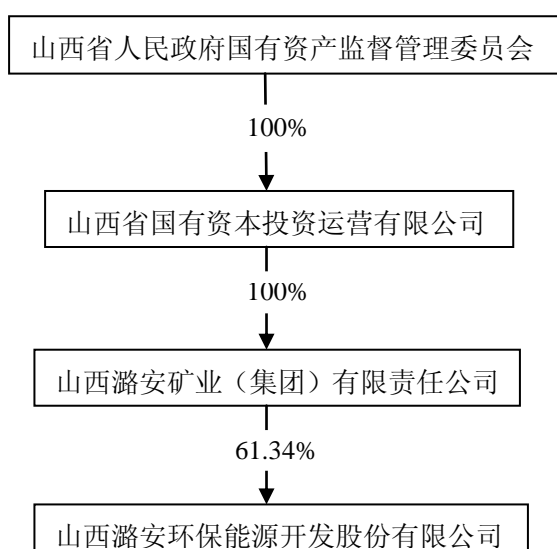 山西省人民政府国有资产监督管理委员会
100%
山西省国有资本投资运营有限公司
100%
山西潞安矿业（集团）有限责任公司
61.34%
山西潞安环保能源开发股份有限公司